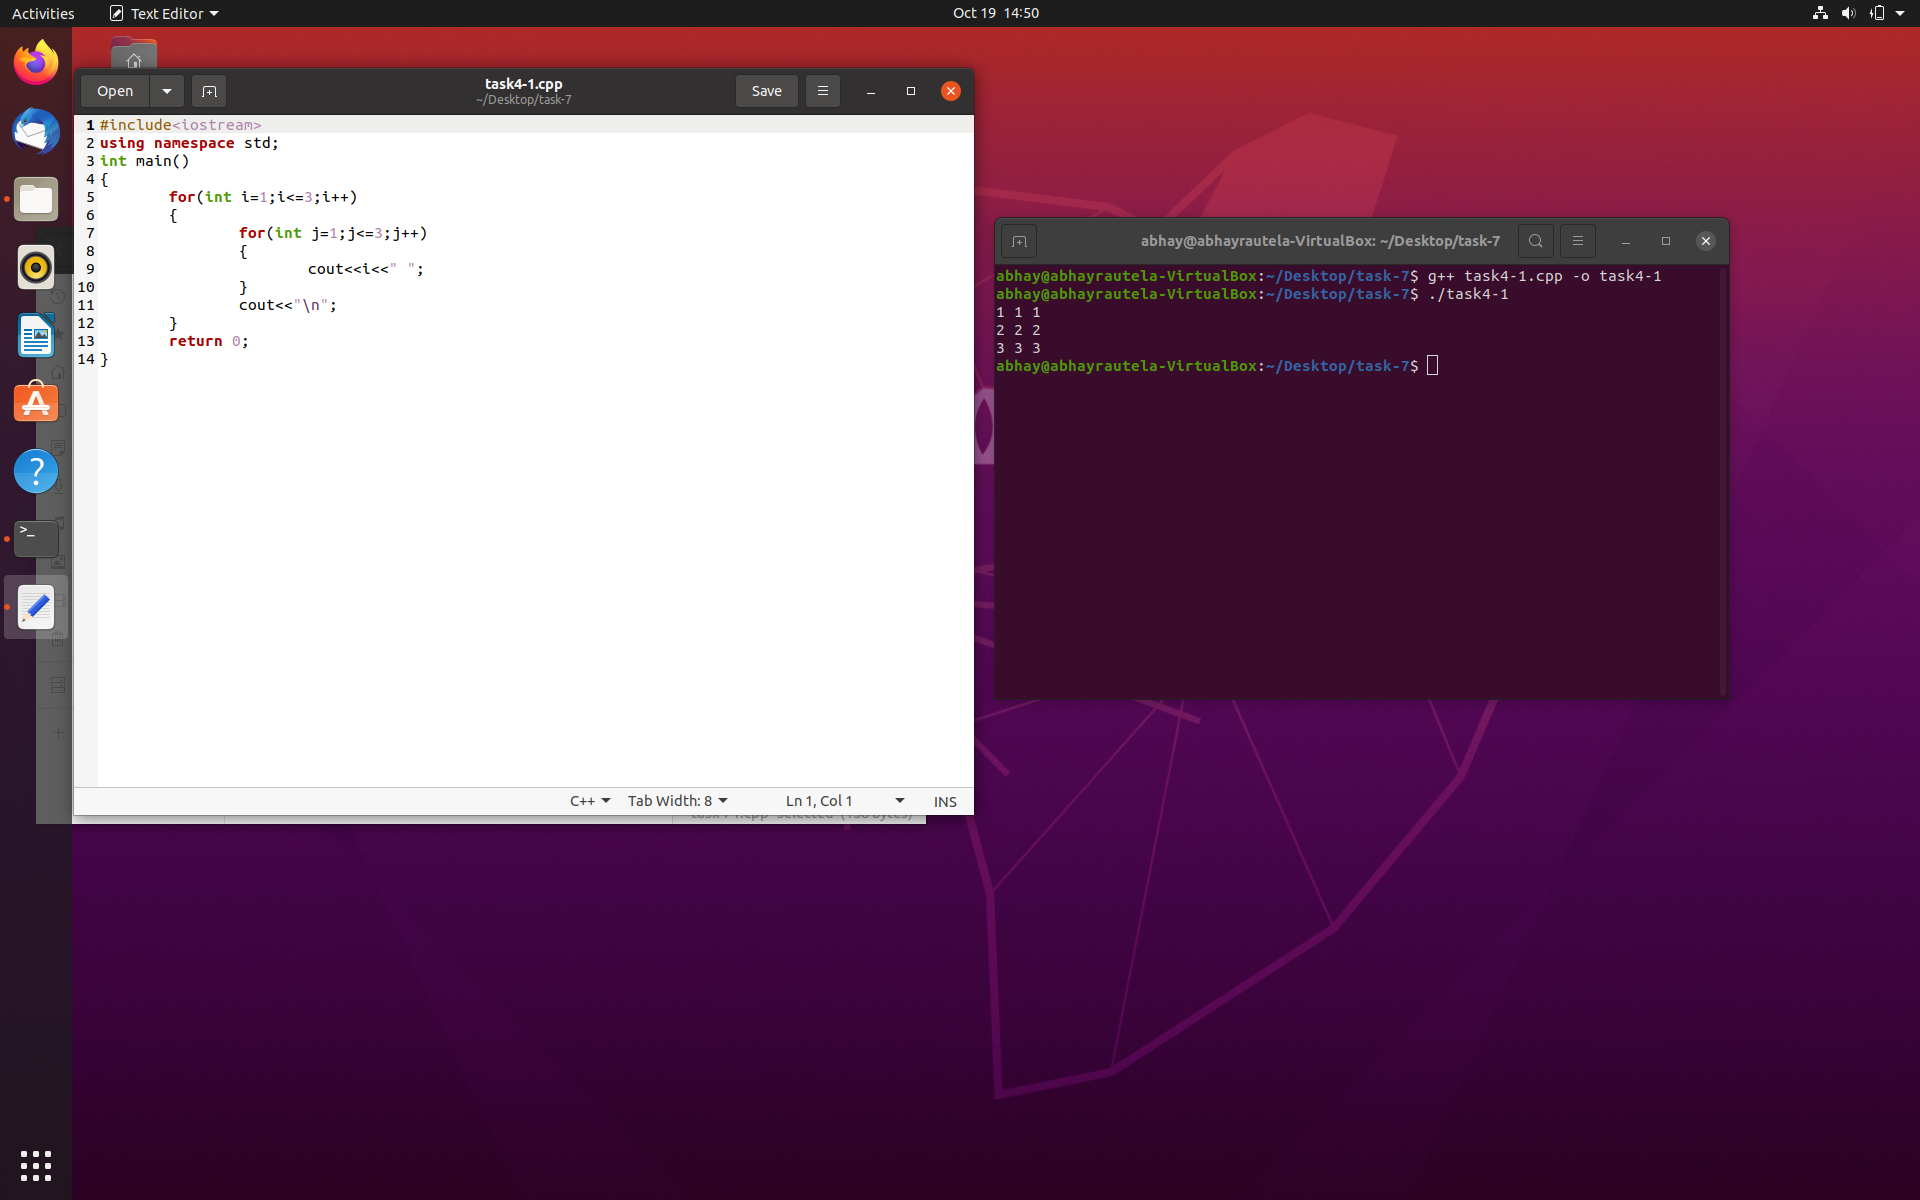 Activities
Text Editor
Oct 19 14:50
Open
task4-1.cpp
~/Desktop/task-7
Save
1 #include<iostream>
2 using namespace std;
3 int main()
4 {
5 for(int i=1;i<=3;i++)
6 {
7 for(int j=1;j<=3;j++)
8 {
9 cout<<i<<" ";
10 }
11 cout<<"\n";
12 }
13 return 0;
14 }
C++
Tab Width: 8
Ln 1, Col 1
INS
abhay@abhayrautela-VirtualBox: ~/Desktop/task-7
abhay@abhayrautela-VirtualBox:~/Desktop/task-7$ g++ task4-1.cpp -o task4-1
abhay@abhayrautela-VirtualBox:~/Desktop/task-7$ ./task4-1
1 1 1
2 2 2
3 3 3
abhay@abhayrautela-VirtualBox:~/Desktop/task-7$